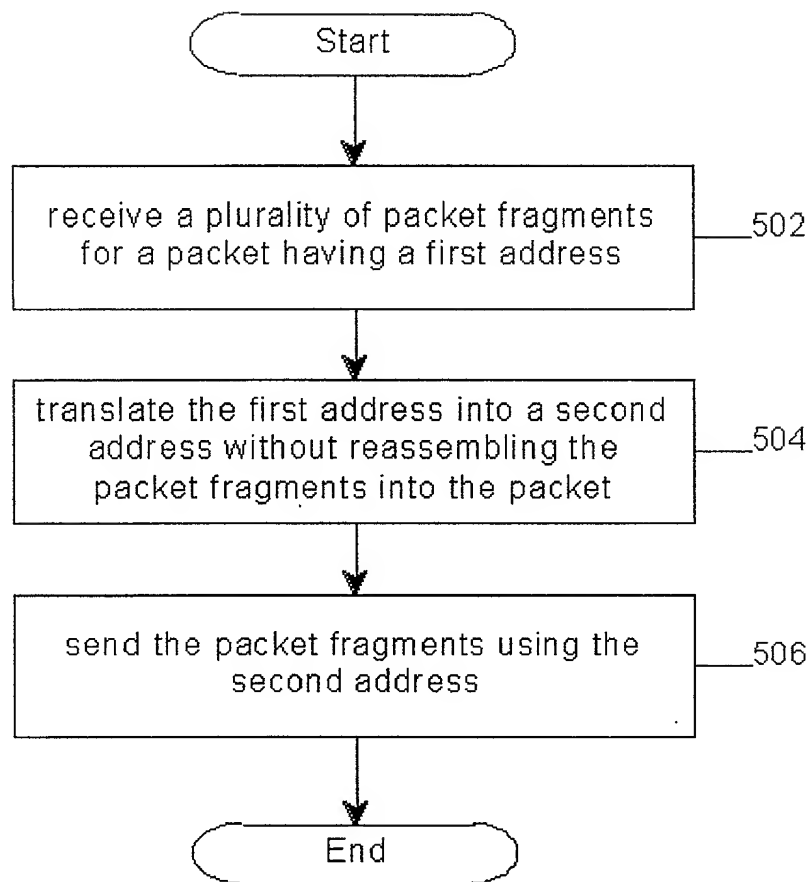 Start
receive a plurality of packet fragments
for a packet having a first address
502
translate the first address into a second
address without reassembling the
packet fragments into the packet
504
send the packet fragments using the
second address
506
End